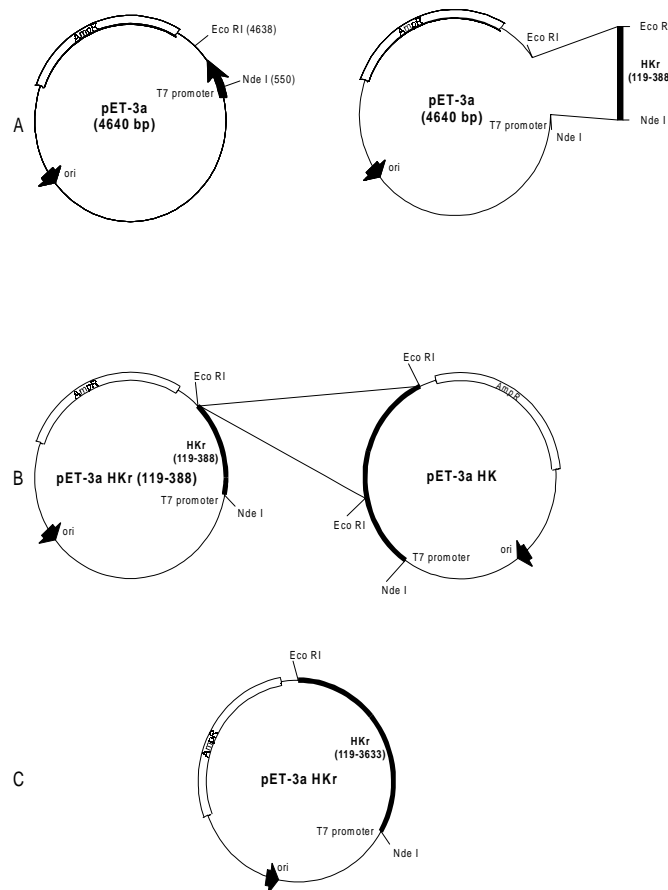 A
AmpR
Eco RI (4638)
Nde I (550)
T7 promoter
pET-3a
(4640 bp)
ori
AmpR
Eco RI
Eco R
HKr
(119-388
pET-3a
(4640 bp)
T7 promoter
Nde I
Nde I
ori
B
AmpR
Eco RI
HKr
(119-388)
pET-3a HKr (119-388)
T7 promoter
Nde I
ori
Eco RI
AmpR
pET-3a HK
Eco RI
T7 promoter
ori
Nde I
C
Eco RI
AmpR
HKr
(119-3633)
pET-3a HKr
T7 promoter
Nde I
ori